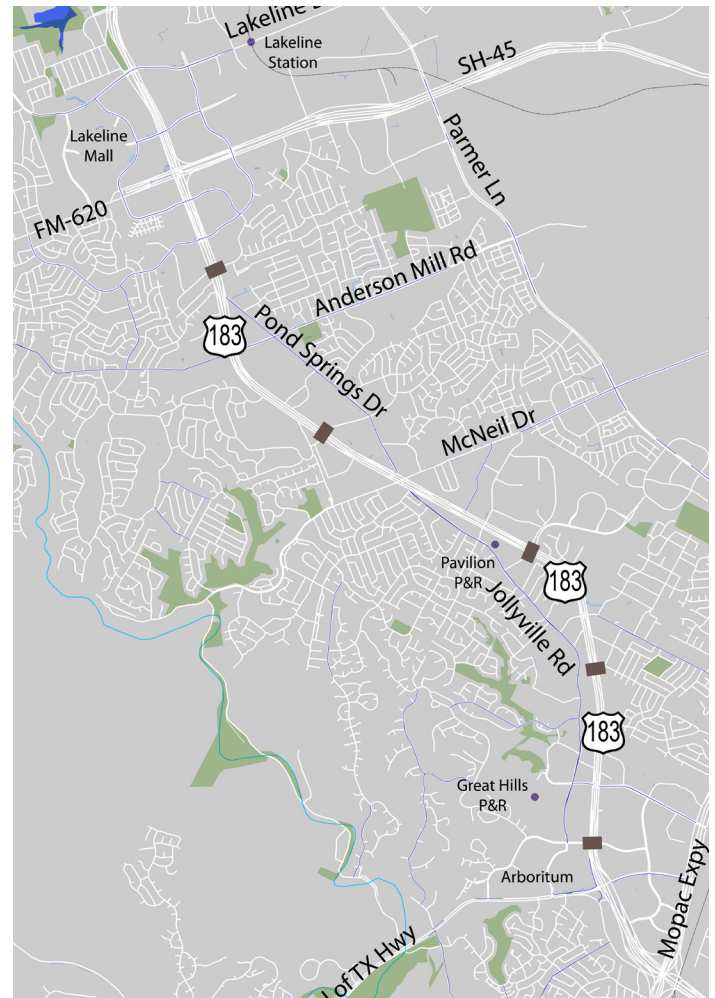 Lakeline
Lakeline
Station
SH-45
Lakeline
Mall
Parmer Ln
FM-620
Anderson Mill Rd
183
Pond Springs Dr
McNeil Dr
Pavilion
P&R
183
Jollyville Rd
183
Great Hills
P&R
Arboritum
Mopac Expy
of TX Hwy